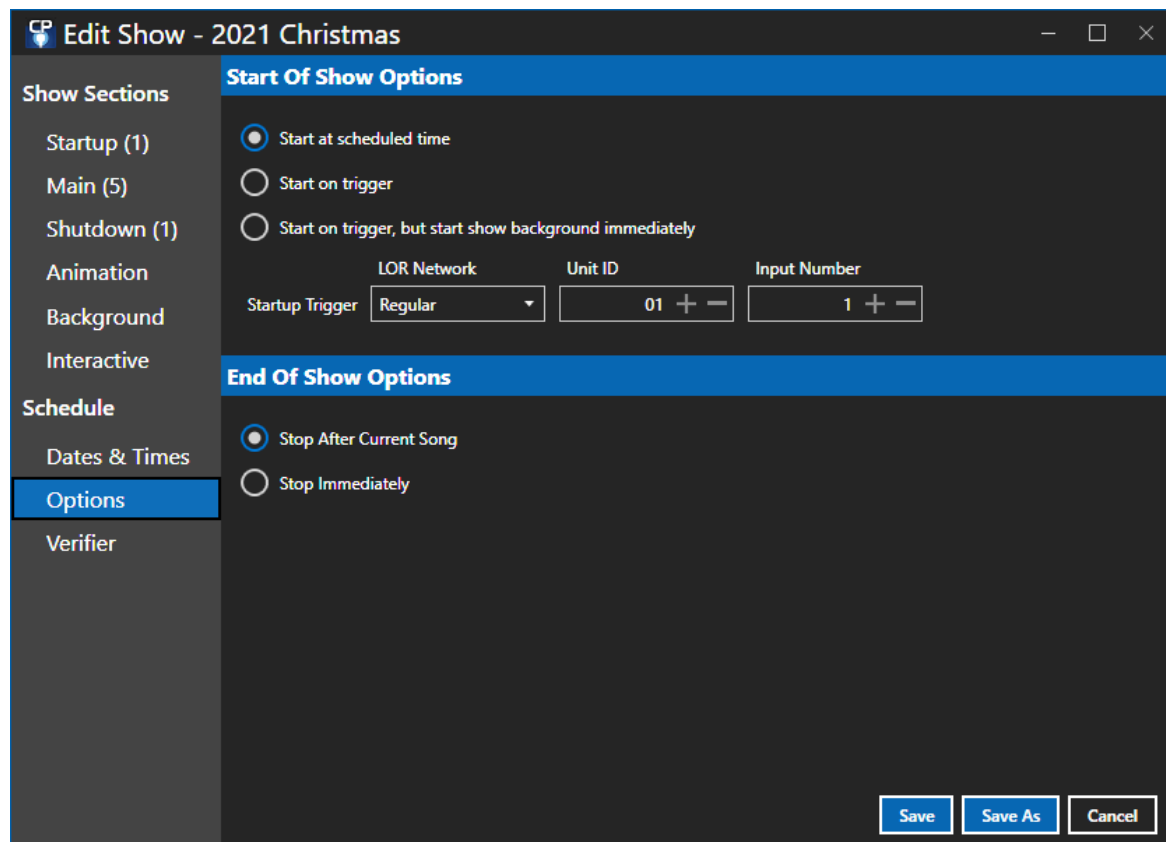 CP Edit Show - 2021 Christmas
Show Sections
Startup (1)
Main (5)
Shutdown (1)
Animation
Background
Interactive
Schedule
Dates & Times
Options
Verifier
Start Of Show Options
Start at scheduled time
Start on trigger
Start on trigger, but start show background immediately
LOR Network Unit ID Input Number
Startup Trigger Regular 01 1
End Of Show Options
Stop After Current Song
Stop Immediately
Save Save As Cancel